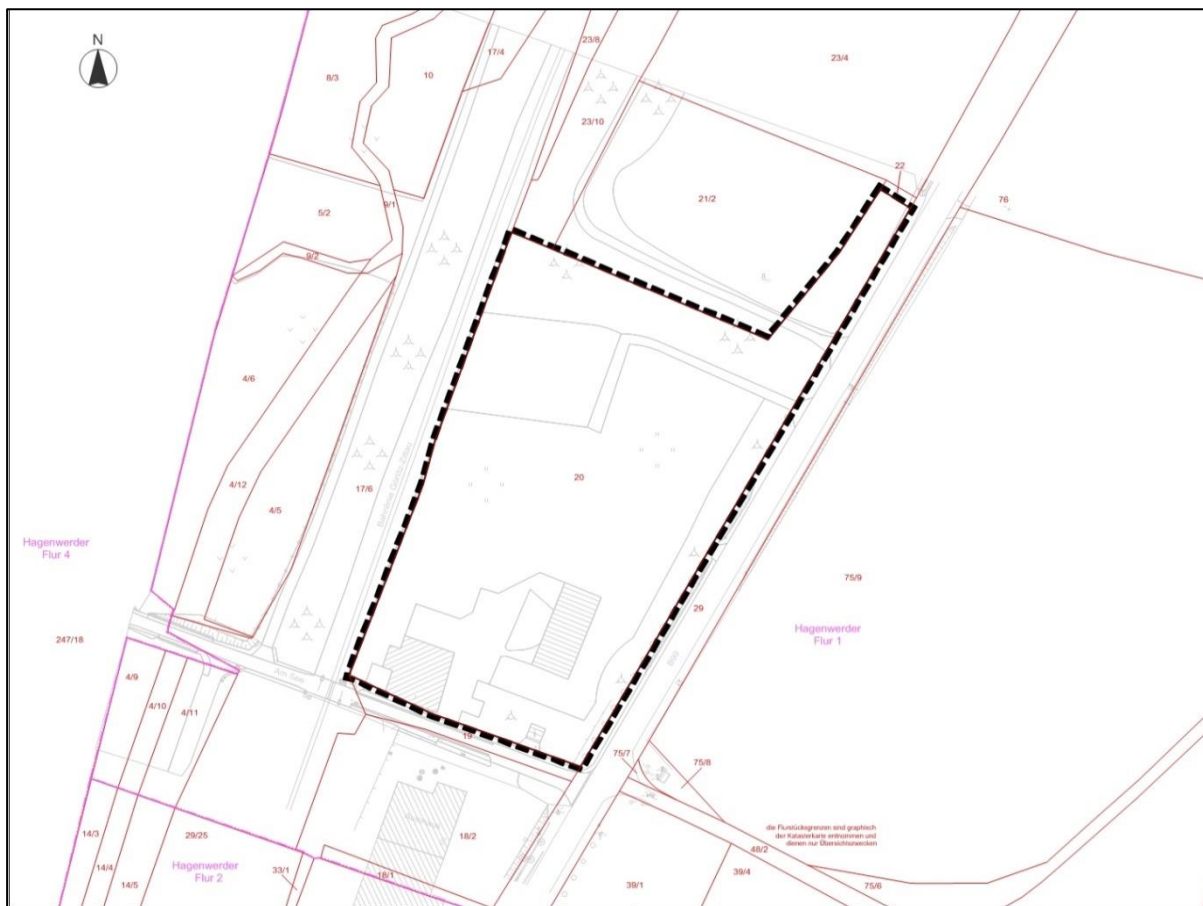 N
23/8
17/4
10
8/3
23/4
23/10
22
76
21/2
9/1
5/2
9/2
4/6
20
4/12
17/6
4/5
Bahnlinie Görlitz-Zittau
Hagenwerder
Flur 4
75/9
29
Hagenwerder
Flur 1
B99
247/18
Am See
4/9
4/10
4/11
19
75/7
75/8
die Flurstücksgrenzen sind graphisch
der Katasterkarte entnommen und
dienen nur Übersichtszwecken
14/3
29/25
18/2
48/2
14/4
Hagenwerder
Flur 2
33/1
18/1
14/5
39/1
39/4
75/6